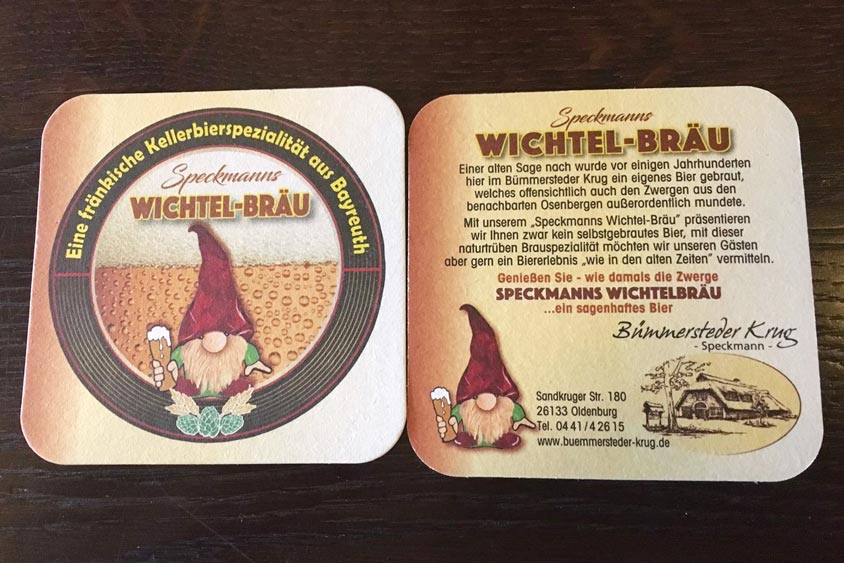 Eine fränkische Kellerbierspezialität aus Bayreuth
Speckmanns
WICHTEL-BRÄU
Speckmanns
WICHTEL-BRÄU
Einer alten Sage nach wurde vor einigen Jahrhunderten
hier im Bümmersteder Krug ein eigenes Bier gebraut,
welches offensichtlich auch den Zwergen aus den
benachbarten Osenbergen außerordentlich mundete.
Mit unserem „Speckmanns Wichtel-Bräu" präsentieren
wir Ihnen zwar kein selbstgebrautes Bier, mit dieser
naturtrüben Brauspezialität möchten wir unseren Gästen
aber gern ein Biererlebnis „wie in den alten Zeiten" vermitteln.
Genießen Sie - wie damals die Zwerge
SPECKMANNS WICHTELBRÄU
...ein sagenhaftes Bier
Bümmersteder Krug
- Speckmann -
Sandkruger Str. 180
26133 Oldenburg
Tel. 04 41 / 4 26 15
www.buemmersteder-krug.de